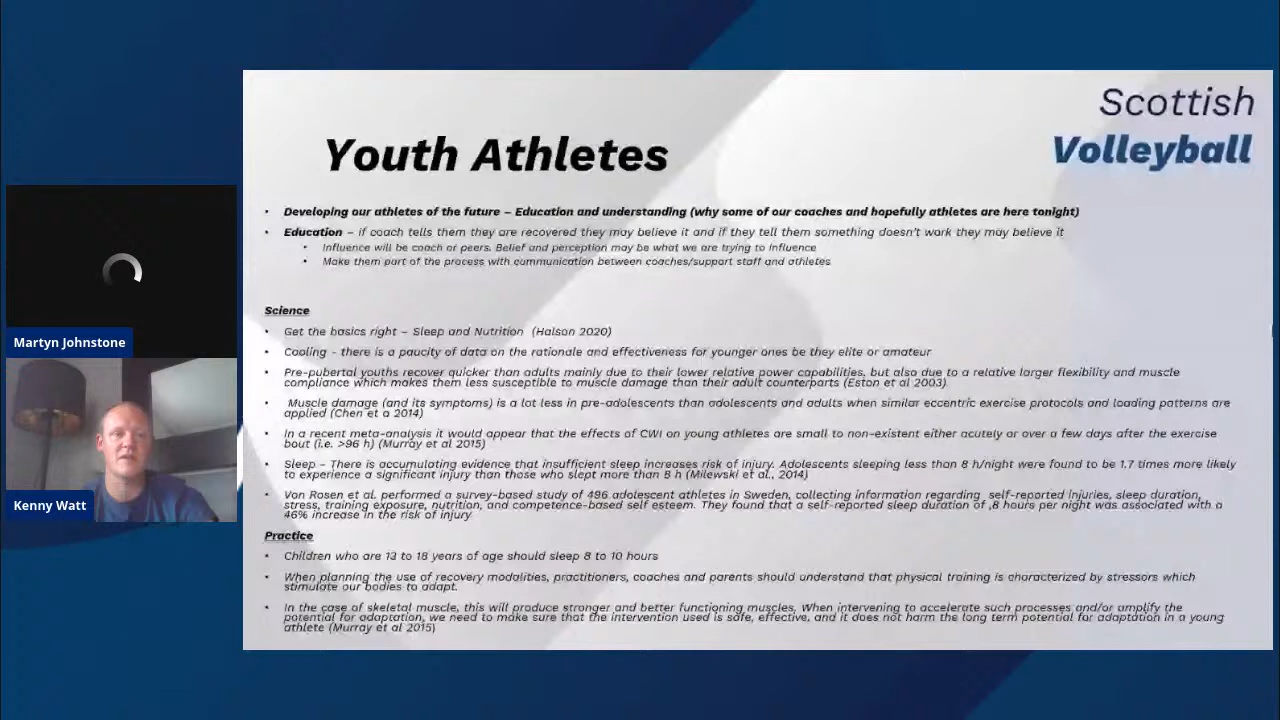 Scottish
Volleyball
Youth Athletes
• Developing our athletes of the future – Education and understanding (why some of our coaches and hopefully athletes are here tonight)
• Education – if coach tells them they are recovered they may believe it and if they tell them something doesn't work they may believe it
• Influence will be coach or peers. Belief and perception may be what we are trying to influence
• Make them part of the process with communication between coaches/support staff and athletes
Science
• Get the basics right – Sleep and Nutrition (Halson 2020)
• Cooling - there is a paucity of data on the rationale and effectiveness for younger ones be they elite or amateur
• Pre-pubertal youths recover quicker than adults mainly due to their lower relative power capabilities, but also due to a relative larger flexibility and muscle
compliance which makes them less susceptible to muscle damage than their adult counterparts (Eston et al 2003)
• Muscle damage (and its symptoms) is a lot less in pre-adolescents than adolescents and adults when similar eccentric exercise protocols and loading patterns are
applied (Chen et a 2014)
• In a recent meta-analysis it would appear that the effects of CWI on young athletes are small to non-existent either acutely or over a few days after the exercise
bout (i.e. >96 h) (Murray et al 2015)
• Sleep - There is accumulating evidence that insufficient sleep increases risk of injury. Adolescents sleeping less than 8 h/night were found to be 1.7 times more likely
to experience a significant injury than those who slept more than 8 h (Milewski et al., 2014)
• Von Rosen et al. performed a survey-based study of 496 adolescent athletes in Sweden, collecting information regarding self-reported injuries, sleep duration,
stress, training exposure, nutrition, and competence-based self esteem. They found that a self-reported sleep duration of ,8 hours per night was associated with a
46% increase in the risk of injury
Practice
• Children who are 13 to 18 years of age should sleep 8 to 10 hours
• When planning the use of recovery modalities, practitioners, coaches and parents should understand that physical training is characterized by stressors which
stimulate our bodies to adapt.
• In the case of skeletal muscle, this will produce stronger and better functioning muscles. When intervening to accelerate such processes and/or amplify the
potential for adaptation, we need to make sure that the intervention used is safe, effective, and it does not harm the long term potential for adaptation in a young
athlete (Murray et al 2015)
Martyn Johnstone
Kenny Watt